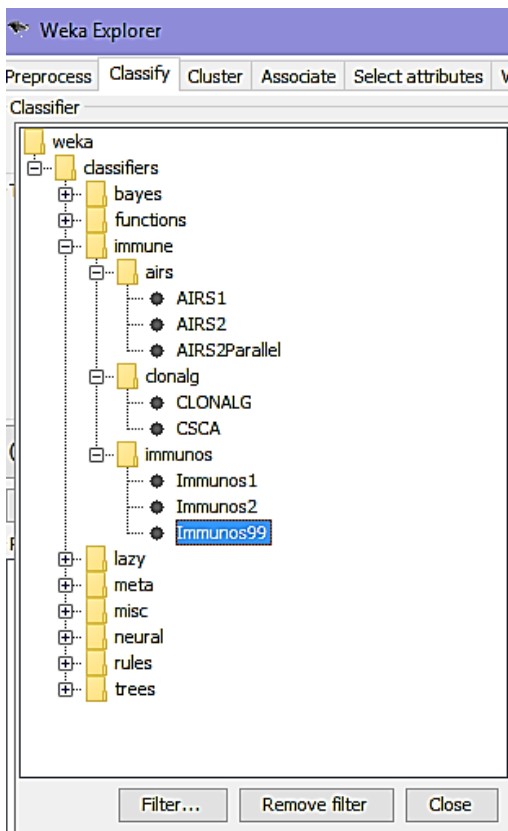 Weka Explorer
Preprocess Classify Cluster Associate Select attributes
Classifier
weka
classifiers
bayes
functions
immune
airs
AIRS1
AIRS2
AIRS2Parallel
clonalg
CLONALG
CSCA
immunos
Immunos1
Immunos2
Immunos99
lazy
meta
misc
neural
rules
trees
Filter... Remove filter Close